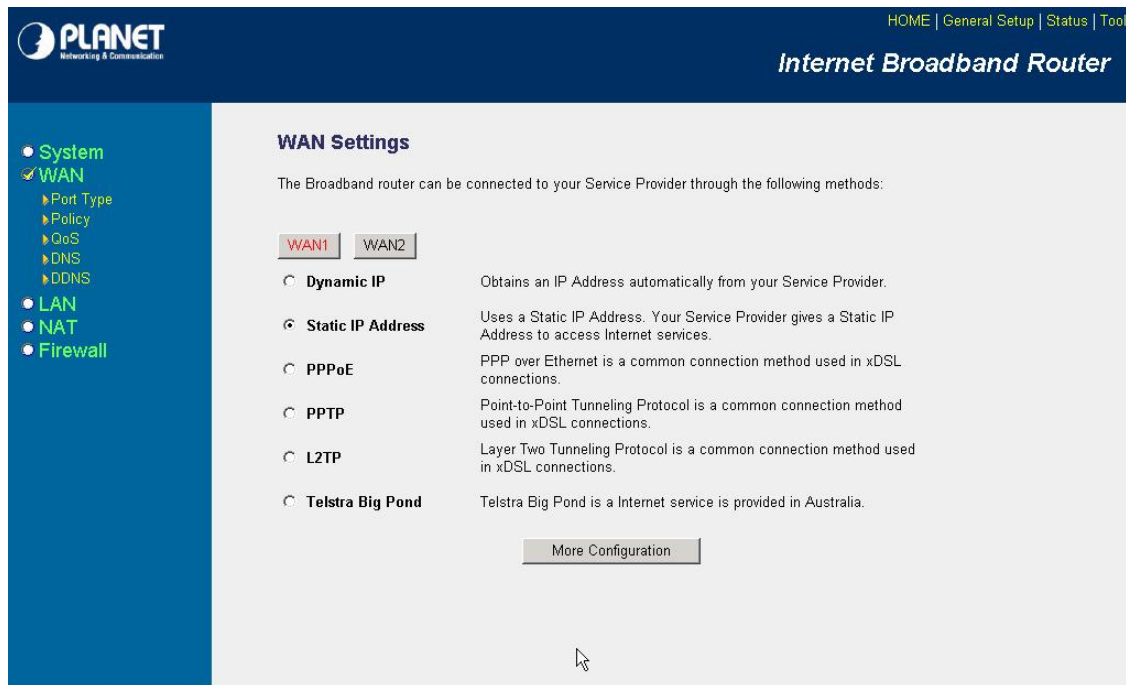 PLANET
Networking & Communication
HOME | General Setup | Status | Tool
Internet Broadband Router
System
WAN
Port Type
Policy
QoS
DNS
DDNS
LAN
NAT
Firewall
WAN Settings
The Broadband router can be connected to your Service Provider through the following methods:
WAN1 WAN2
Dynamic IP Obtains an IP Address automatically from your Service Provider.
Static IP Address Uses a Static IP Address. Your Service Provider gives a Static IP
Address to access Internet services.
PPPoE PPP over Ethernet is a common connection method used in xDSL
connections.
PPTP Point-to-Point Tunneling Protocol is a common connection method
used in xDSL connections.
L2TP Layer Two Tunneling Protocol is a common connection method used
in xDSL connections.
Telstra Big Pond Telstra Big Pond is a Internet service is provided in Australia.
More Configuration